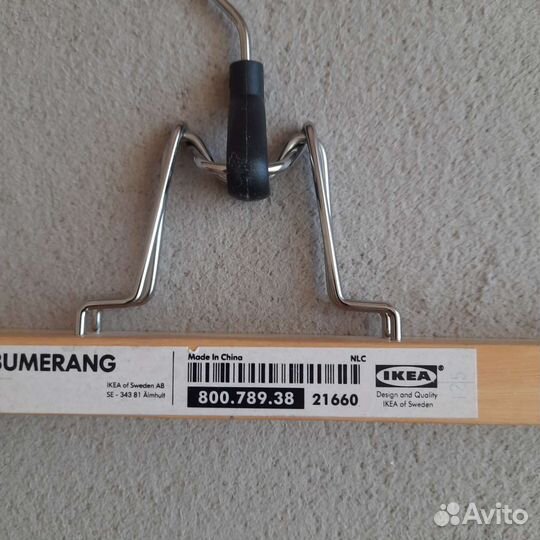 BUMERANG
IKEA of Sweden AB
SE - 343 81 Älmhult
Made in China
NLC
800.789.38 21660
IKEA
Design and Quality
IKEA of Sweden
125
Avito